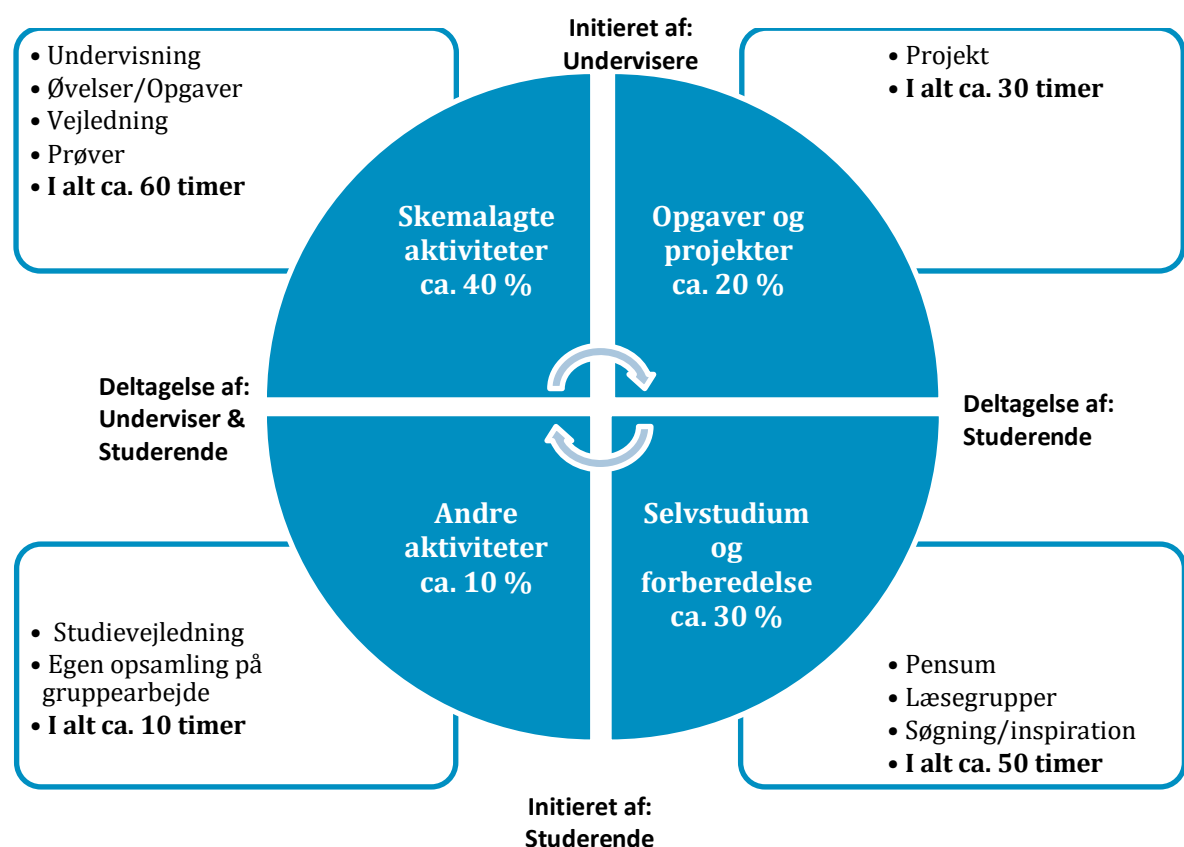 Initieret af:
Undervisere
• Undervisning
• Øvelser/Opgaver
• Vejledning
• Prøver
• I alt ca. 60 timer
• Projekt
• I alt ca. 30 timer
Skemalagte
aktiviteter
ca. 40 %
Opgaver og
projekter
ca. 20 %
Deltagelse af:
Underviser &
Studerende
Deltagelse af:
Studerende
Andre
aktiviteter
ca. 10 %
Selvstudium
og
forberedelse
ca. 30 %
• Studievejledning
• Egen opsamling på
gruppearbejde
• I alt ca. 10 timer
• Pensum
• Læsegrupper
• Søgning/inspiration
• I alt ca. 50 timer
Initieret af:
Studerende